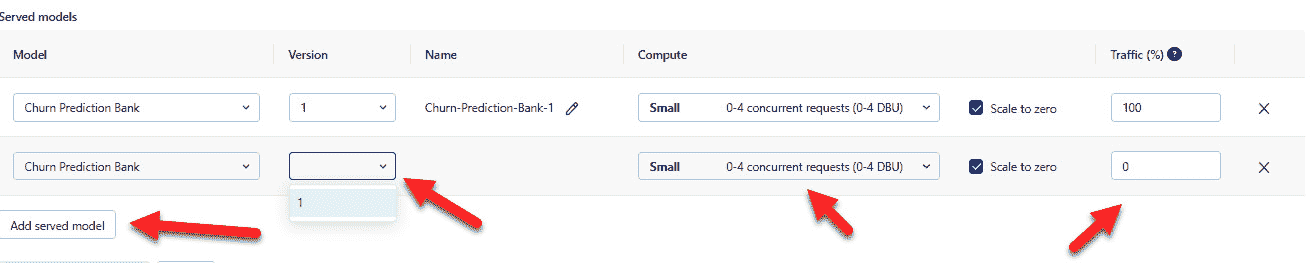 Served models
Model Version Name Compute Traffic (%) ?
Churn Prediction Bank 1 Churn-Prediction-Bank-1 Small 0-4 concurrent requests (0-4 DBU) Scale to zero 100
Churn Prediction Bank Small 0-4 concurrent requests (0-4 DBU) Scale to zero 0
1
Add served model